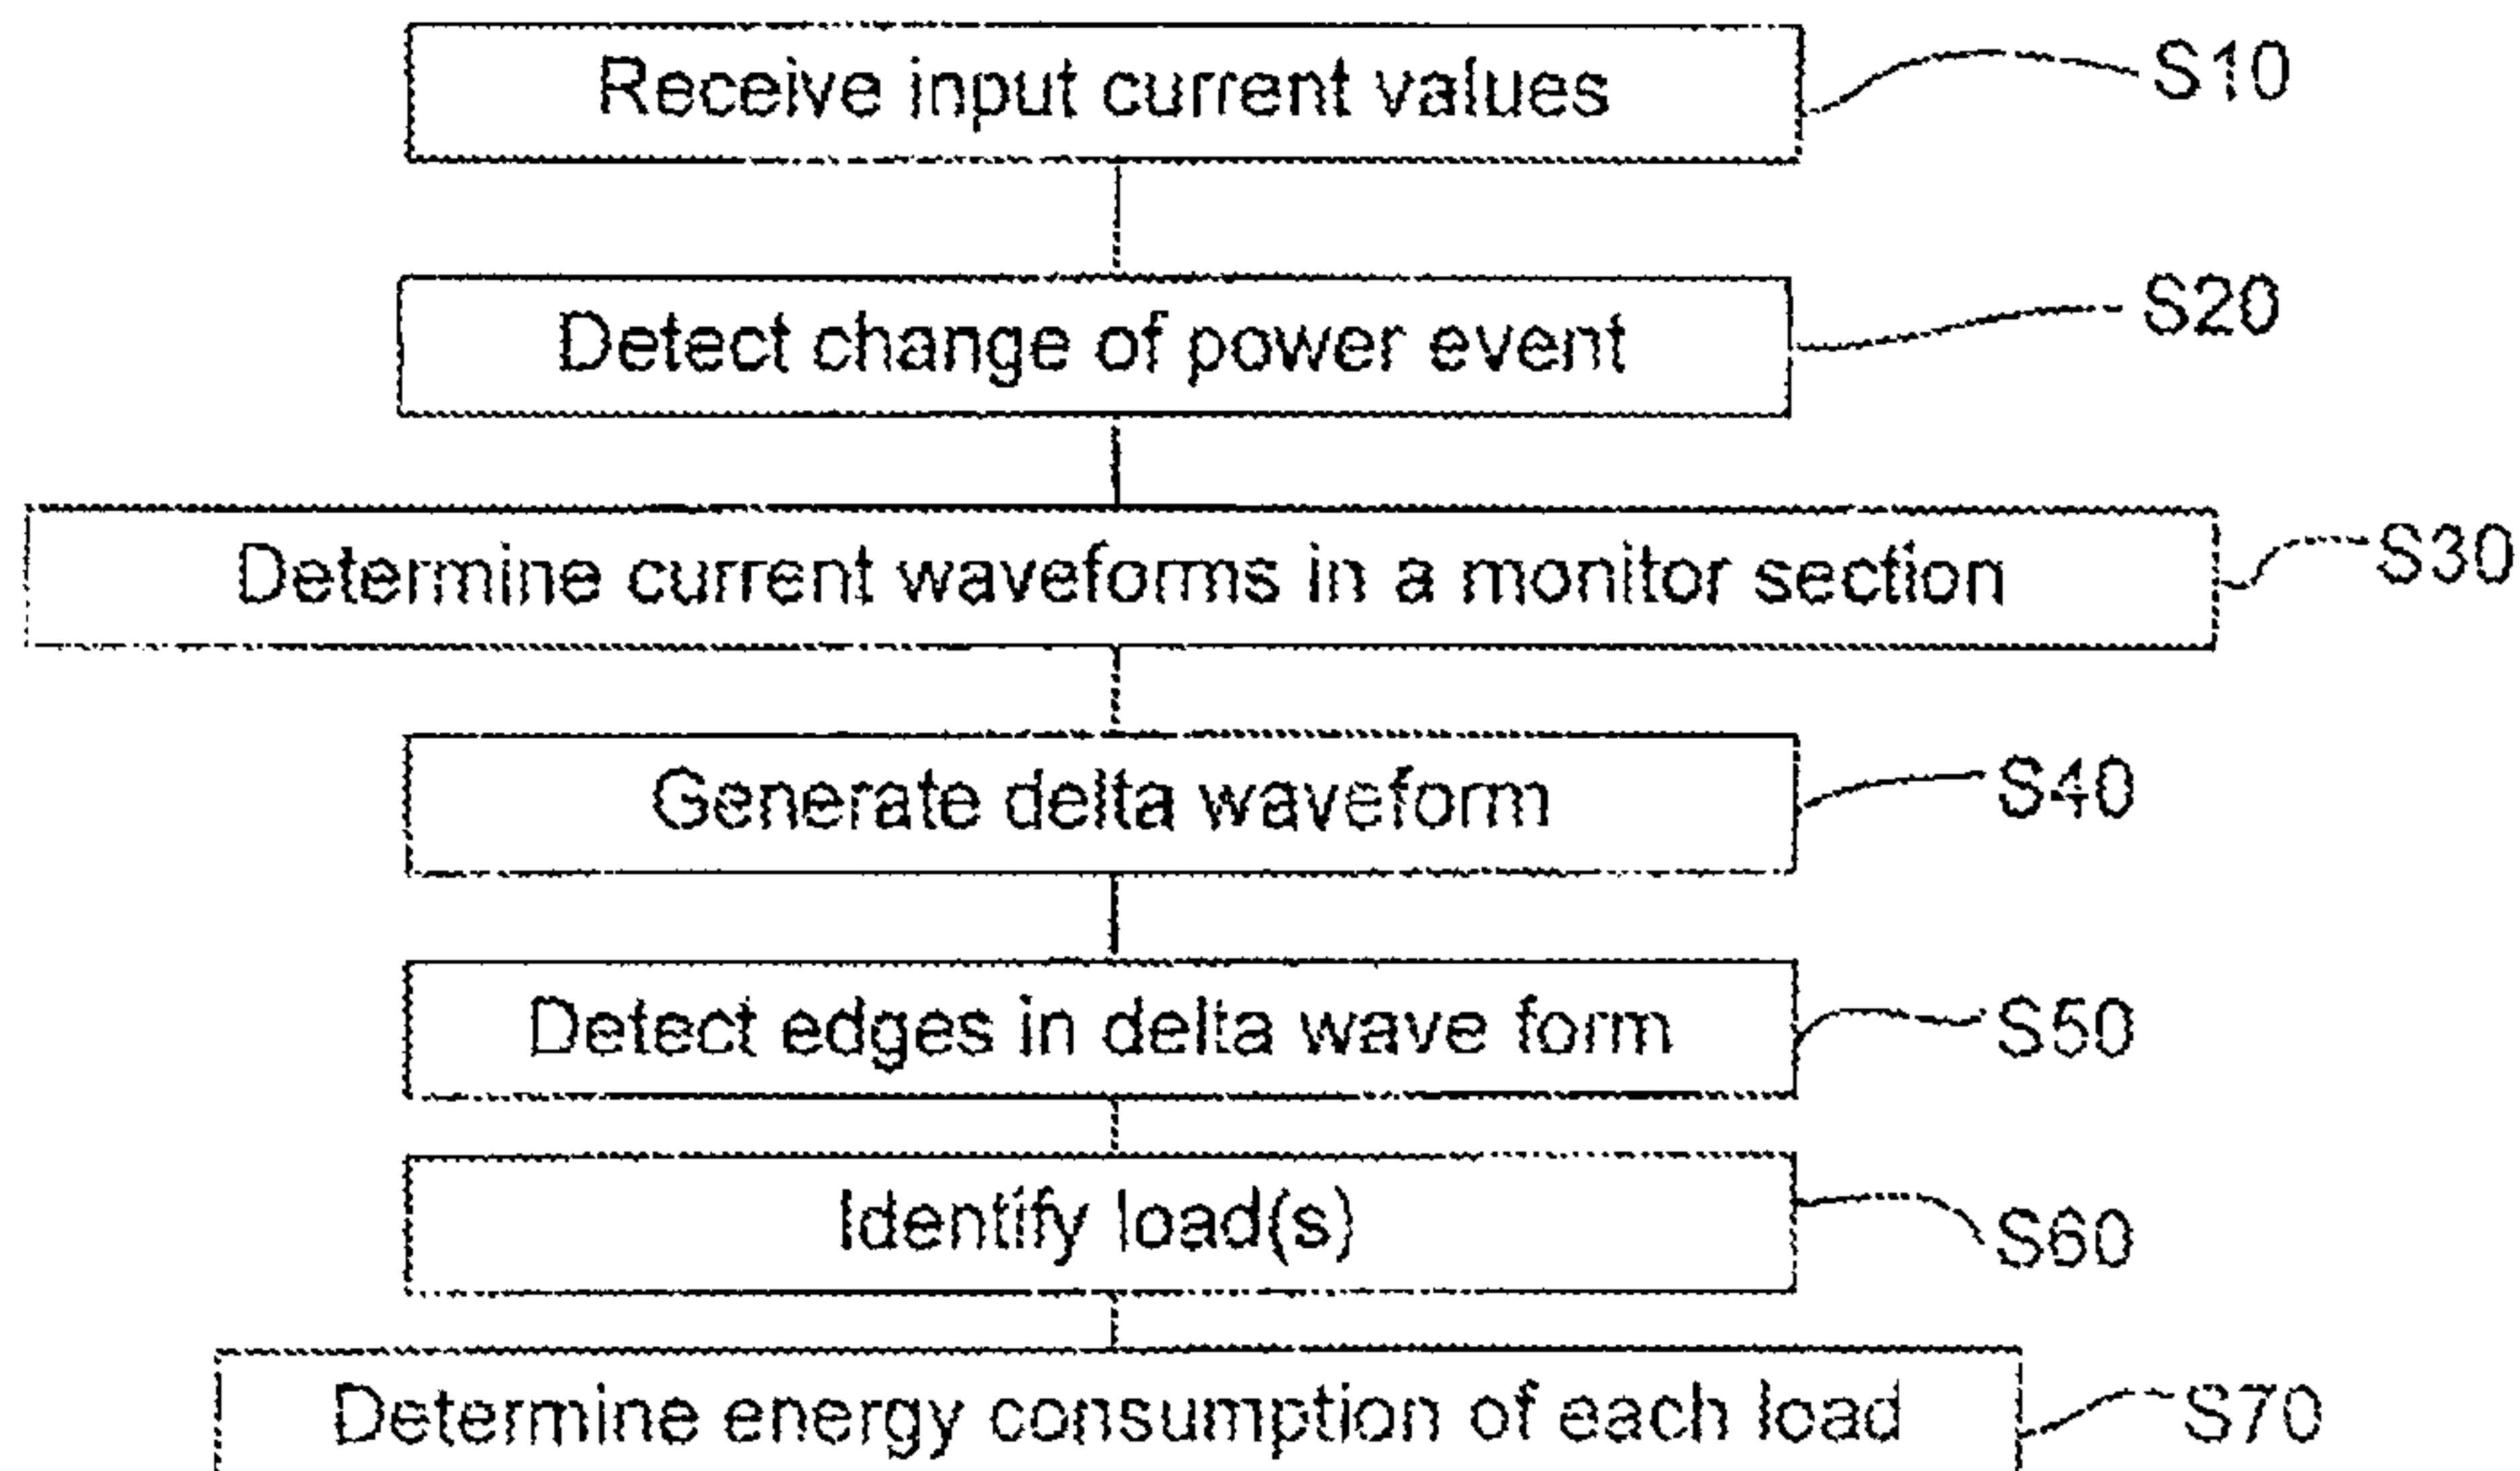 Receive input current values S10
Detect change of power event S20
Determine current waveforms in a monitor section S30
Generate delta waveform S40
Detect edges in delta wave form S50
Identify load(s) S60
Determine energy consumption of each load S70